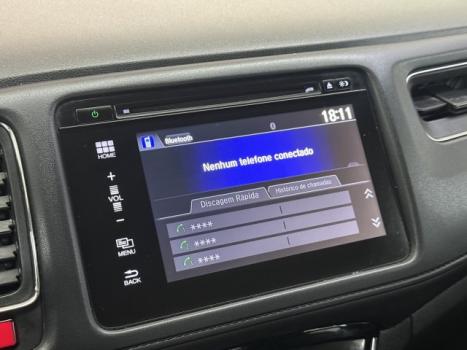 18:11
Bluetooth
HOME
Nenhum telefone conectado
VOL
Discagem Rápida
Histórico de chamadas
****
****
MENU
****
BACK